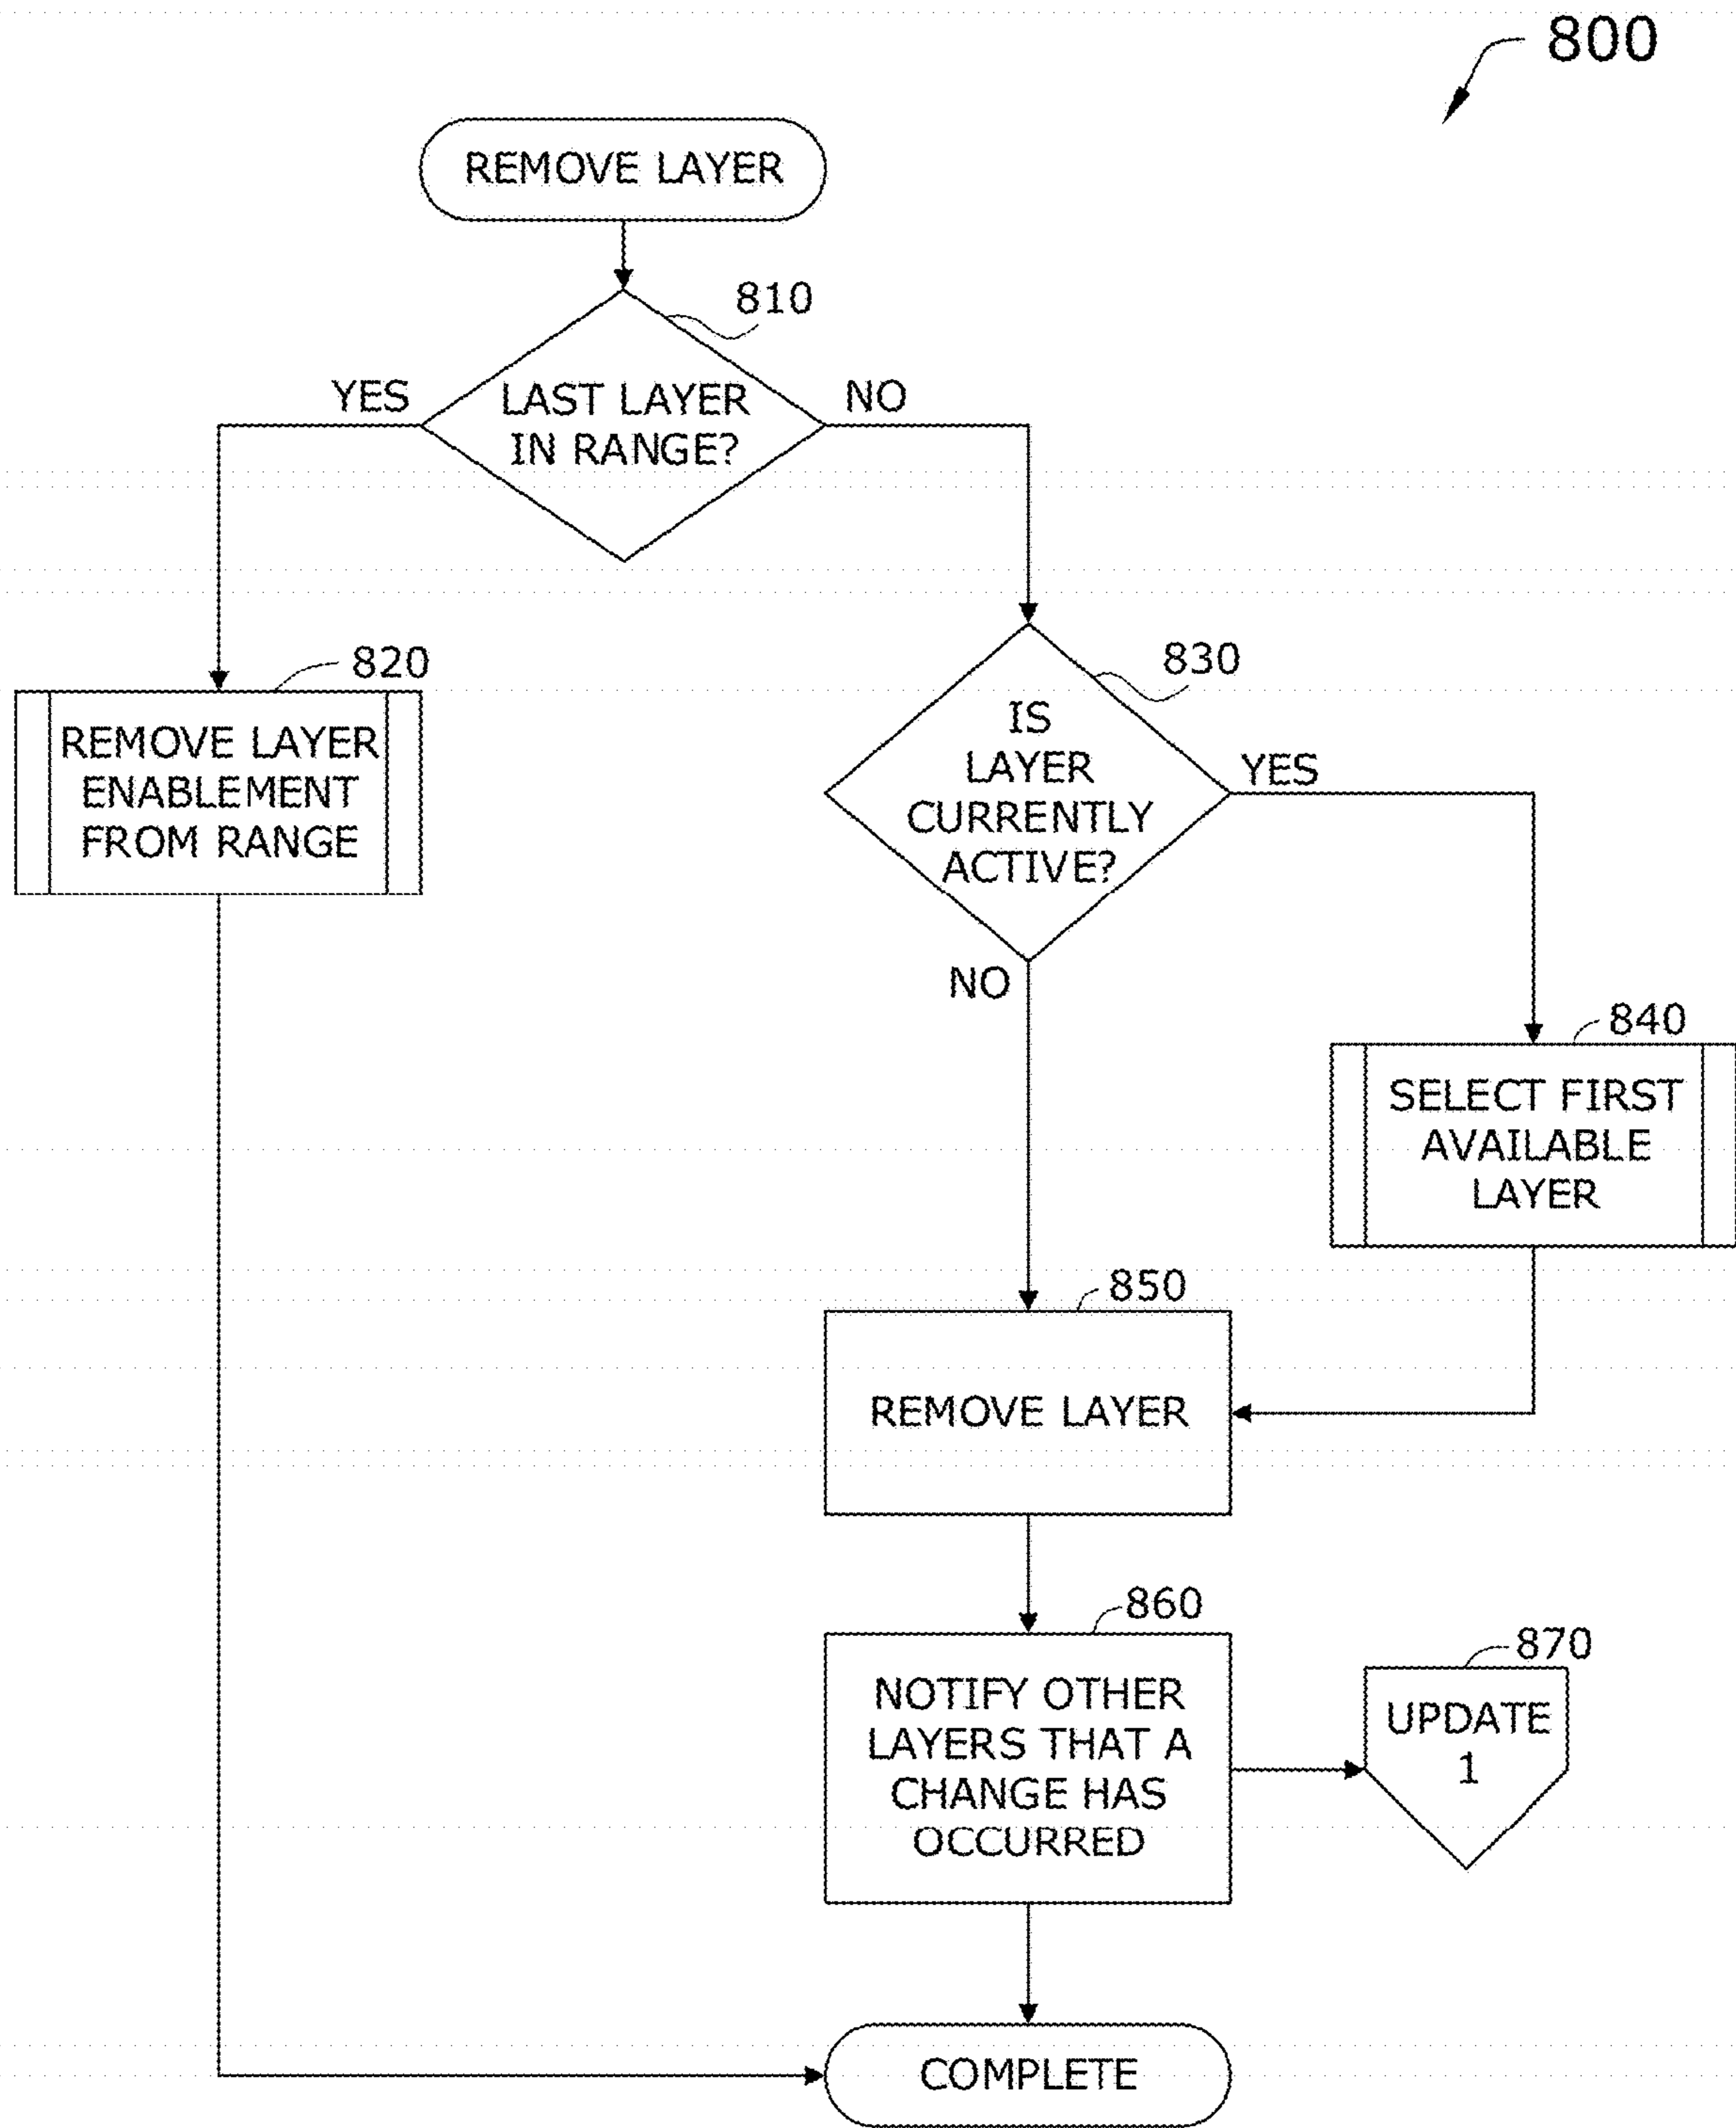 800
REMOVE LAYER
810
YES
LAST LAYER
IN RANGE?
NO
820
REMOVE LAYER
ENABLEMENT
FROM RANGE
830
IS
LAYER
CURRENTLY
ACTIVE?
YES
NO
840
SELECT FIRST
AVAILABLE
LAYER
850
REMOVE LAYER
860
NOTIFY OTHER
LAYERS THAT A
CHANGE HAS
OCCURRED
870
UPDATE
1
COMPLETE